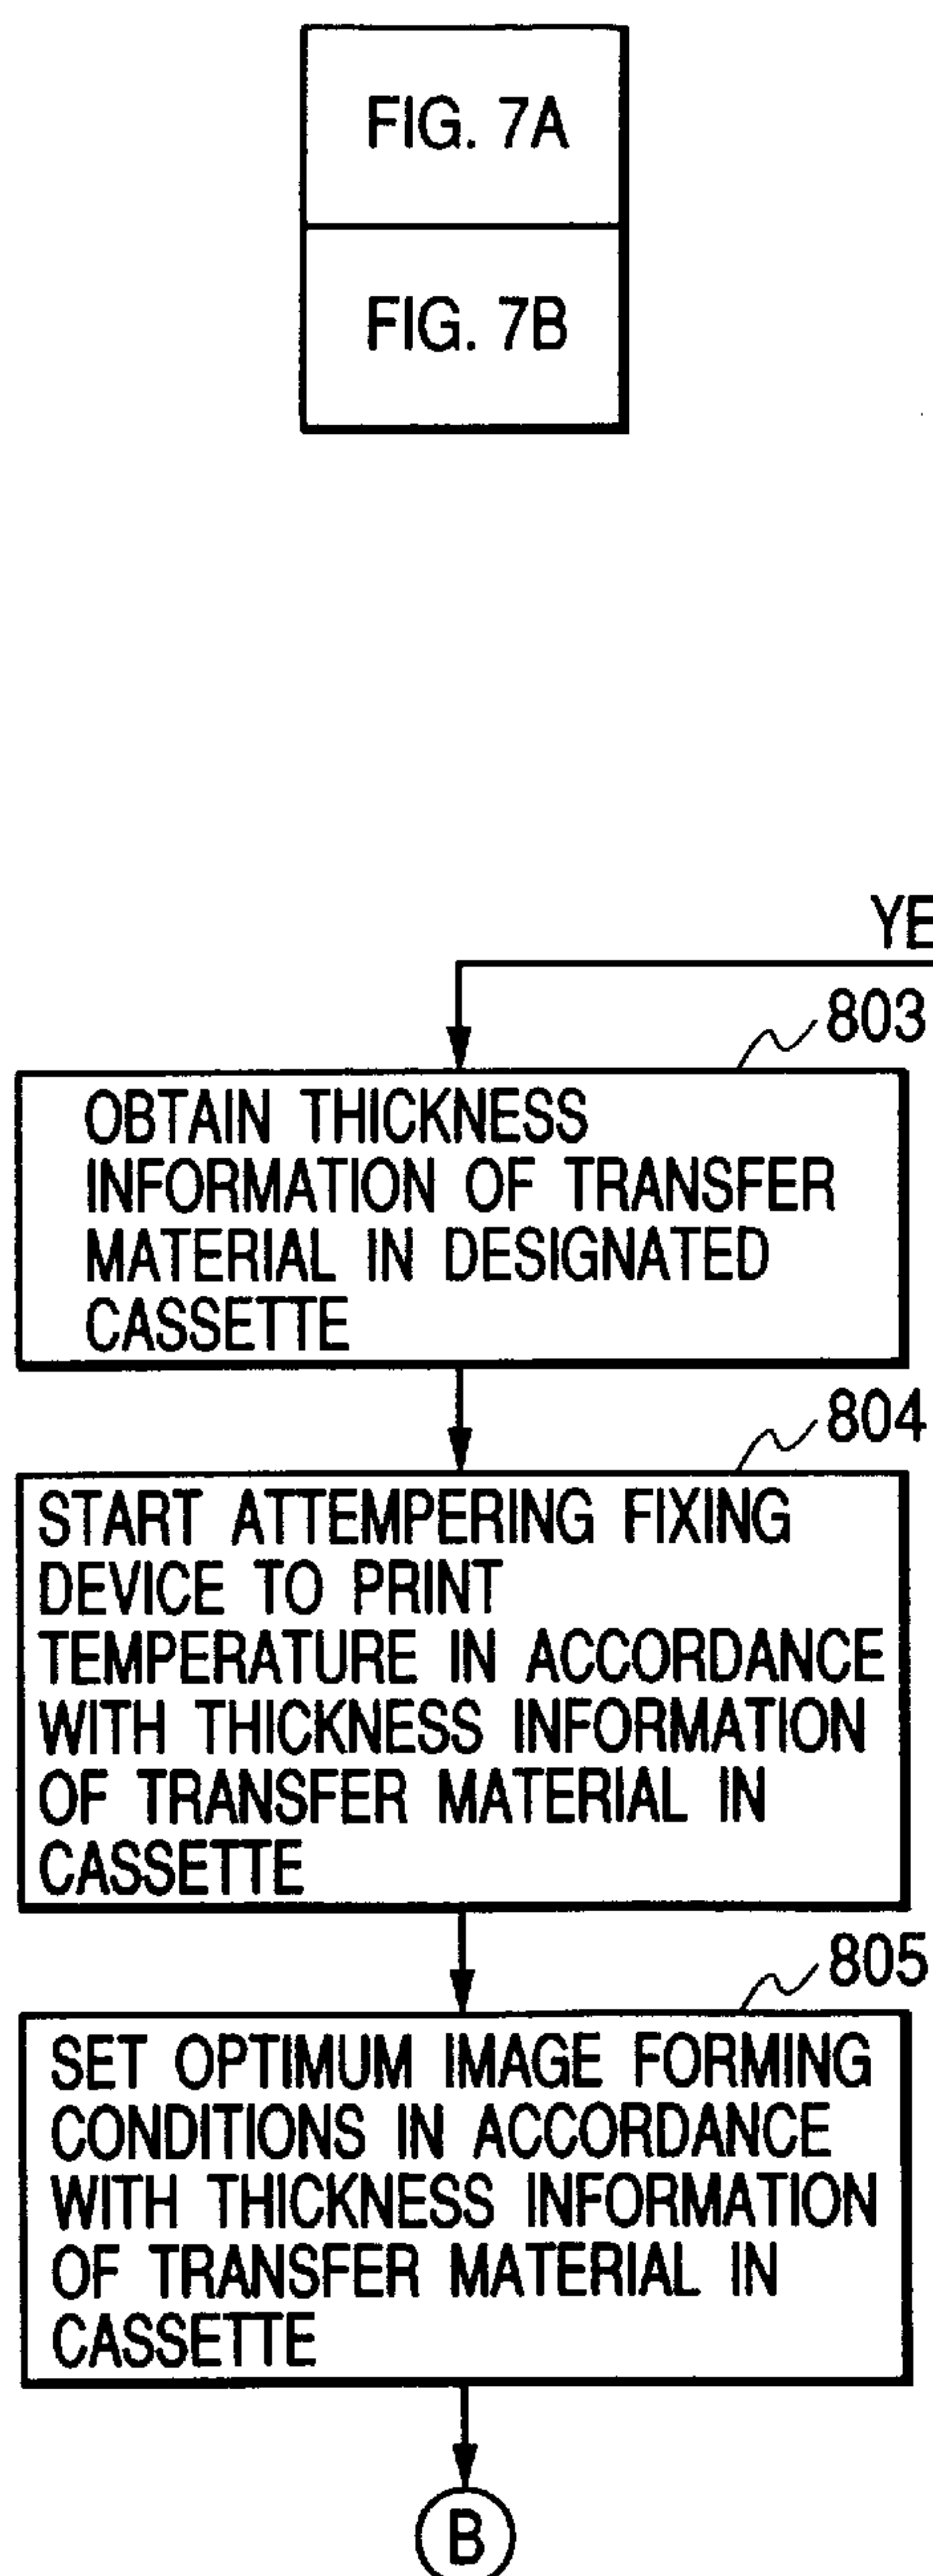 FIG. 7A
FIG. 7B
YE
803
OBTAIN THICKNESS
INFORMATION OF TRANSFER
MATERIAL IN DESIGNATED
CASSETTE
804
START ATTEMPERING FIXING
DEVICE TO PRINT
TEMPERATURE IN ACCORDANCE
WITH THICKNESS INFORMATION
OF TRANSFER MATERIAL IN
CASSETTE
805
SET OPTIMUM IMAGE FORMING
CONDITIONS IN ACCORDANCE
WITH THICKNESS INFORMATION
OF TRANSFER MATERIAL IN
CASSETTE
B